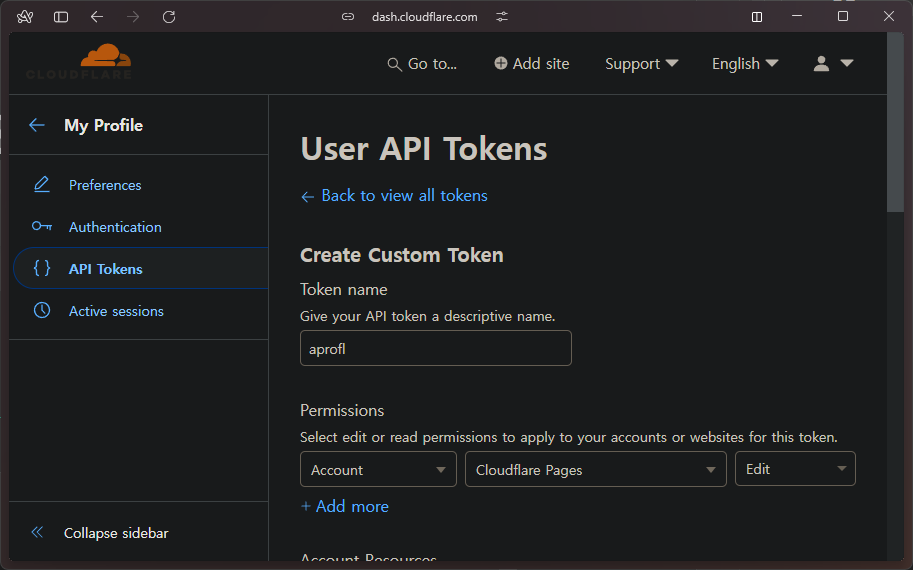 dash.cloudflare.com
CLOUDFLARE
Go to...
Add site
Support
English
My Profile
Preferences
Authentication
API Tokens
Active sessions
Collapse sidebar
User API Tokens
Back to view all tokens
Create Custom Token
Token name
Give your API token a descriptive name.
aprofl
Permissions
Select edit or read permissions to apply to your accounts or websites for this token.
Account
Cloudflare Pages
Edit
+ Add more
Account Resources